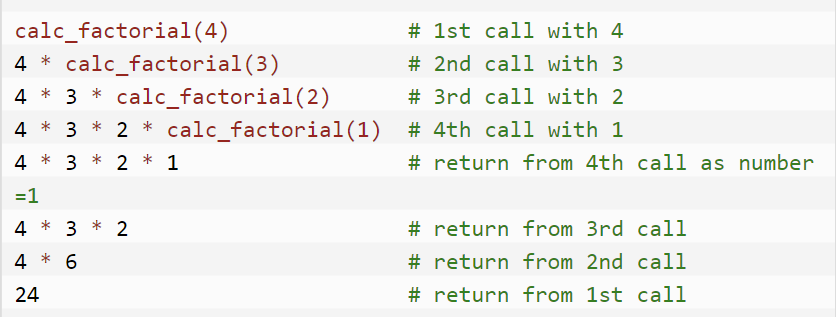 calc_factorial(4)              # 1st call with 4
4 * calc_factorial(3)          # 2nd call with 3
4 * 3 * calc_factorial(2)      # 3rd call with 2
4 * 3 * 2 * calc_factorial(1)  # 4th call with 1
4 * 3 * 2 * 1                  # return from 4th call as number
=1
4 * 3 * 2                      # return from 3rd call
4 * 6                          # return from 2nd call
24                             # return from 1st call